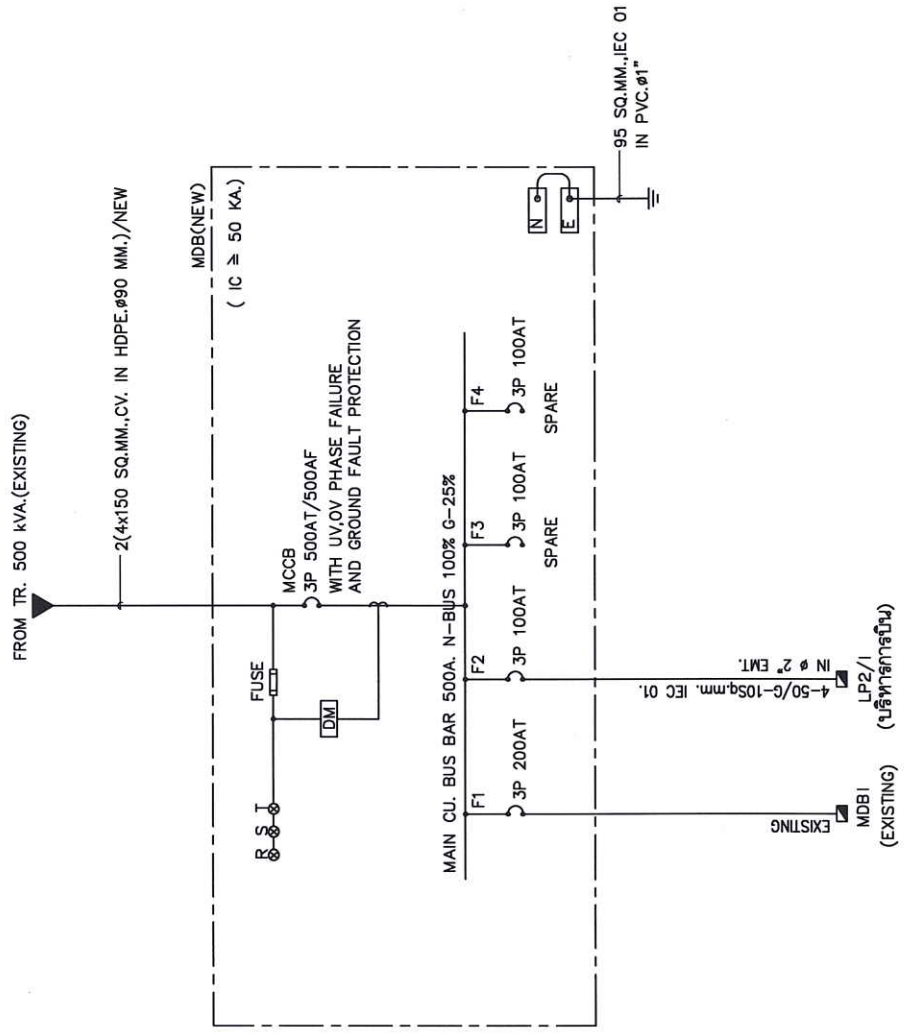 FROM TR. 500 kVA.(EXISTING)
2(4x150 SQ.MM.,CV. IN HDPE.ø90 MM.)/NEW
MDB(NEW)
( IC ≥ 50 KA.)
FUSE
R S T
DM
MCCB
3P 500AT/500AF
WITH UV,OV PHASE FAILURE
AND GROUND FAULT PROTECTION
MAIN CU. BUS BAR 500A. N-BUS 100% G-25%
F1
3P 200AT
F2
3P 100AT
F3
3P 100AT
SPARE
F4
3P 100AT
SPARE
N
E
95 SQ.MM.,IEC 01
IN PVC.ø1"
EXISTING
MDB1
(EXISTING)
4-50/G-10Sq.mm. IEC 01.
IN ø 2" EMT.
LP2/1
(บริหารการบิน)